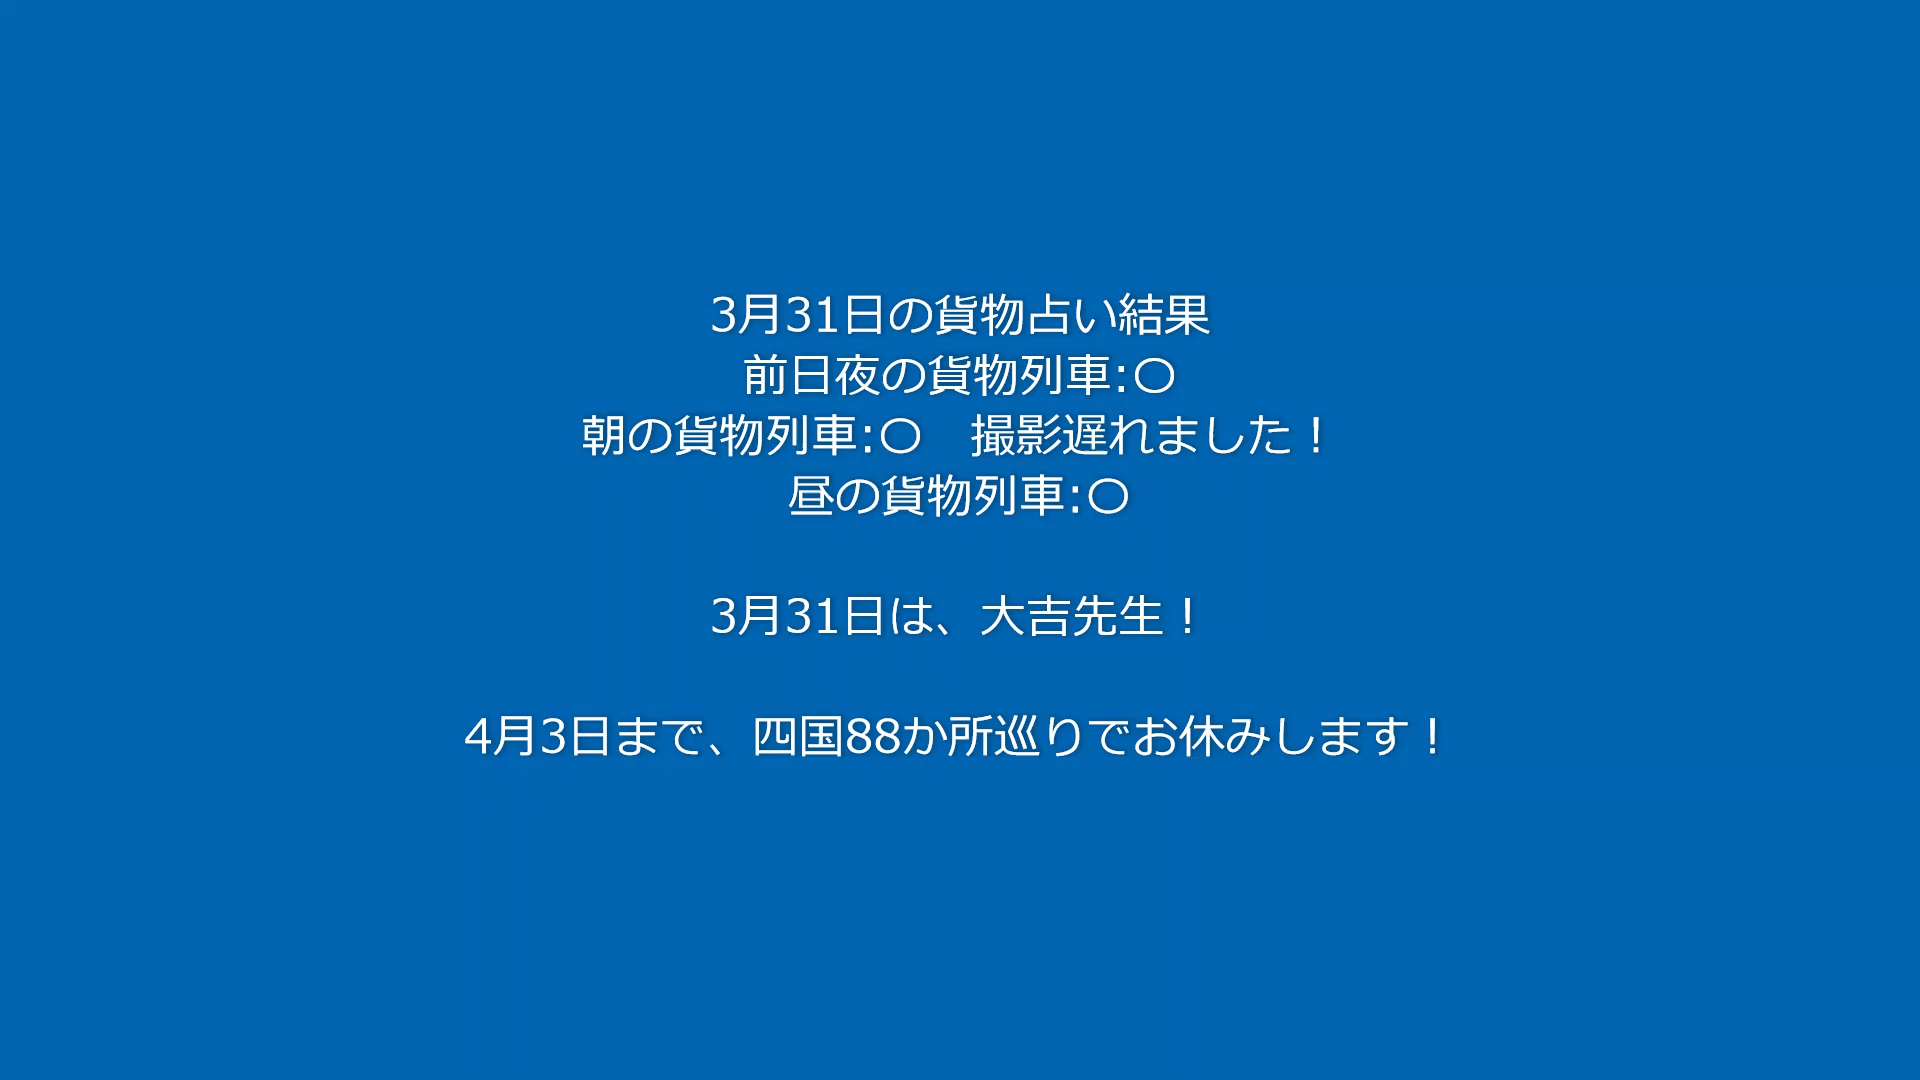 3月31日の貨物占い結果
前日夜の貨物列車:〇
朝の貨物列車:〇　撮影遅れました！
昼の貨物列車:〇
3月31日は、大吉先生！
4月3日まで、四国88か所巡りでお休みします！